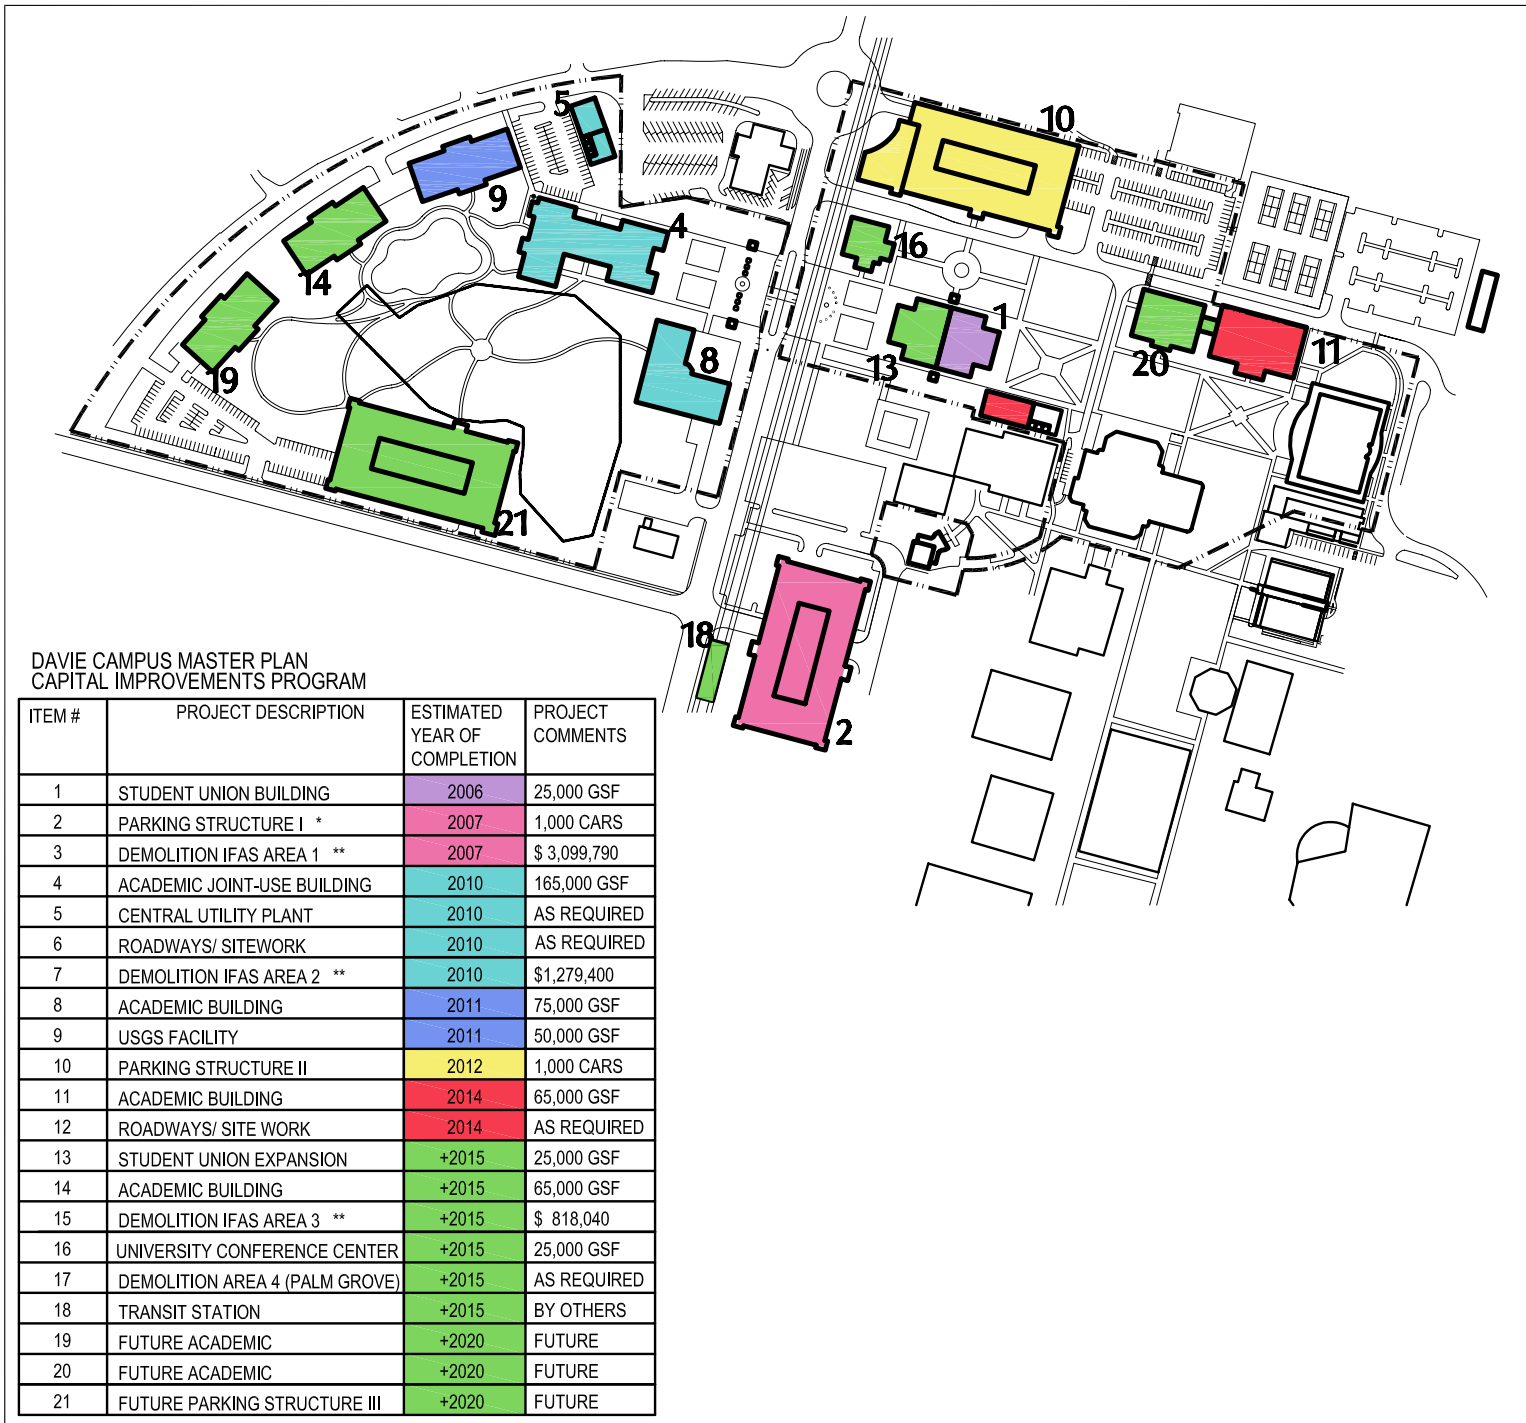 5
10
9
4
16
14
1
11
20
8
13
19
21
18
2
DAVIE CAMPUS MASTER PLAN
CAPITAL IMPROVEMENTS PROGRAM
ITEM # PROJECT DESCRIPTION ESTIMATED YEAR OF COMPLETION PROJECT COMMENTS
1 STUDENT UNION BUILDING 2006 25,000 GSF
2 PARKING STRUCTURE I * 2007 1,000 CARS
3 DEMOLITION IFAS AREA 1 ** 2007 $ 3,099,790
4 ACADEMIC JOINT-USE BUILDING 2010 165,000 GSF
5 CENTRAL UTILITY PLANT 2010 AS REQUIRED
6 ROADWAYS/ SITEWORK 2010 AS REQUIRED
7 DEMOLITION IFAS AREA 2 ** 2010 $1,279,400
8 ACADEMIC BUILDING 2011 75,000 GSF
9 USGS FACILITY 2011 50,000 GSF
10 PARKING STRUCTURE II 2012 1,000 CARS
11 ACADEMIC BUILDING 2014 65,000 GSF
12 ROADWAYS/ SITE WORK 2014 AS REQUIRED
13 STUDENT UNION EXPANSION +2015 25,000 GSF
14 ACADEMIC BUILDING +2015 65,000 GSF
15 DEMOLITION IFAS AREA 3 ** +2015 $ 818,040
16 UNIVERSITY CONFERENCE CENTER +2015 25,000 GSF
17 DEMOLITION AREA 4 (PALM GROVE) +2015 AS REQUIRED
18 TRANSIT STATION +2015 BY OTHERS
19 FUTURE ACADEMIC +2020 FUTURE
20 FUTURE ACADEMIC +2020 FUTURE
21 FUTURE PARKING STRUCTURE III +2020 FUTURE